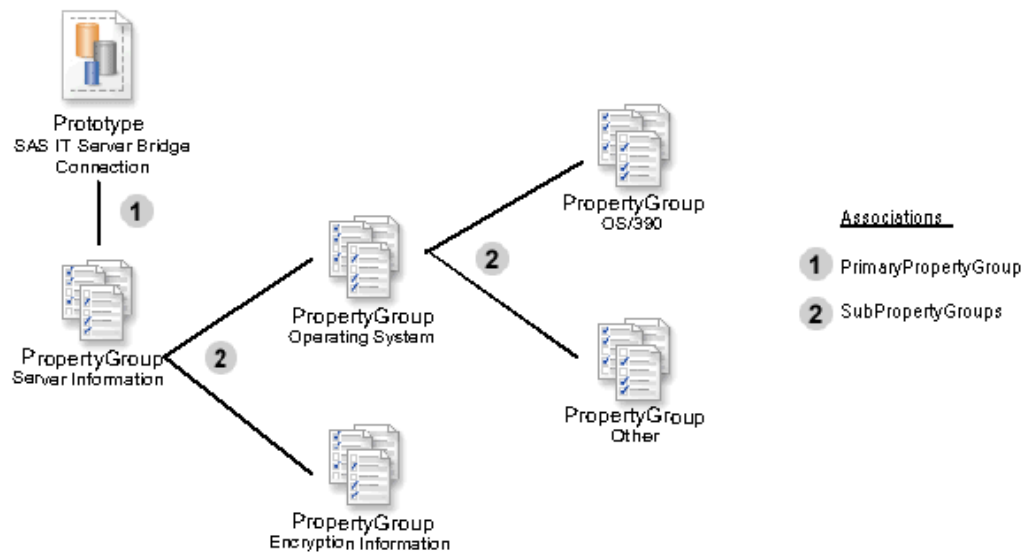 Prototype
SAS IT Server Bridge
Connection
1
PropertyGroup
Server Information
2
PropertyGroup
Operating System
PropertyGroup
Encryption Information
2
PropertyGroup
OS/390
PropertyGroup
Other
Associations
1 PrimaryPropertyGroup
2 SubPropertyGroups